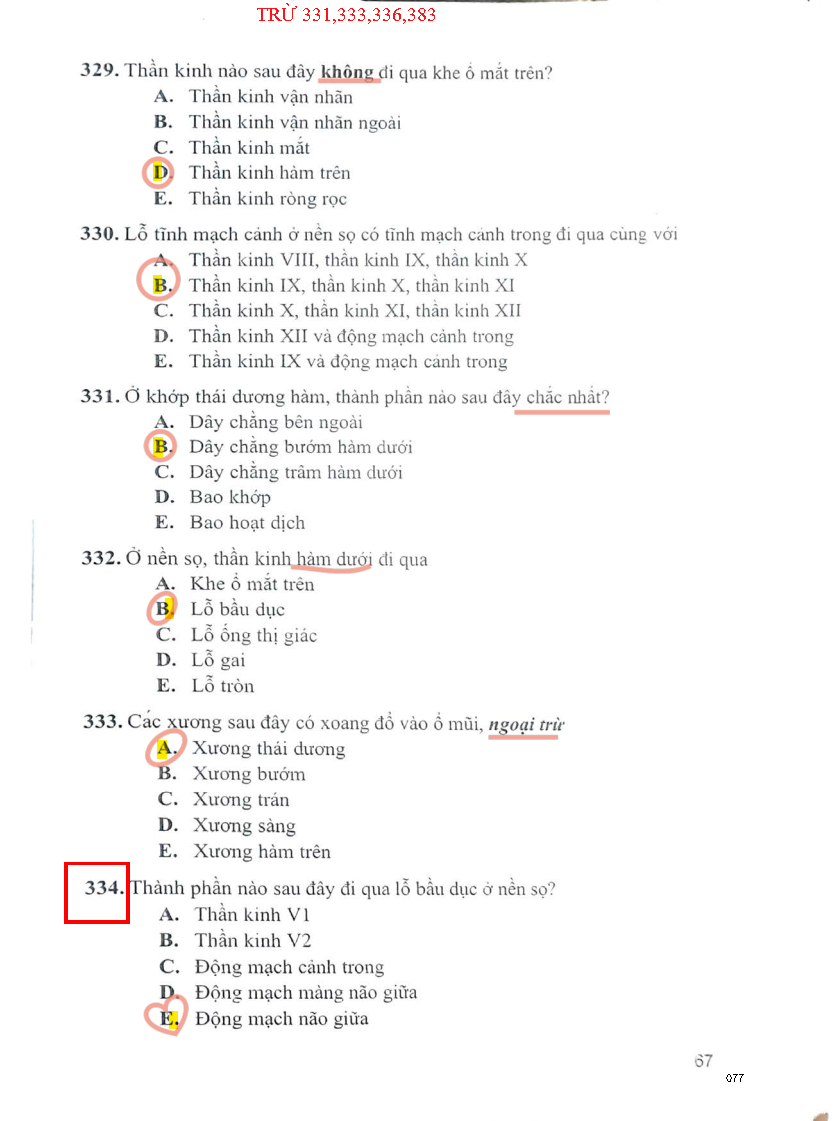 TRỪ 331,333,336,383
329. Thần kinh nào sau đây không đi qua khe ổ mắt trên?
A. Thần kinh vận nhãn
B. Thần kinh vận nhãn ngoài
C. Thần kinh mắt
D. Thần kinh hàm trên
E. Thần kinh ròng rọc
330. Lỗ tĩnh mạch cảnh ở nền sọ có tĩnh mạch cảnh trong đi qua cùng với
A. Thần kinh VIII, thần kinh IX, thần kinh X
B. Thần kinh IX, thần kinh X, thần kinh XI
C. Thần kinh X, thần kinh XI, thần kinh XII
D. Thần kinh XII và động mạch cảnh trong
E. Thần kinh IX và động mạch cảnh trong
331. Ở khớp thái dương hàm, thành phần nào sau đây chắc nhất?
A. Dây chằng bên ngoài
B. Dây chằng bướm hàm dưới
C. Dây chằng trâm hàm dưới
D. Bao khớp
E. Bao hoạt dịch
332. Ở nền sọ, thần kinh hàm dưới đi qua
A. Khe ổ mắt trên
B. Lỗ bầu dục
C. Lỗ ống thị giác
D. Lỗ gai
E. Lỗ tròn
333. Các xương sau đây có xoang đổ vào ổ mũi, ngoại trừ
A. Xương thái dương
B. Xương bướm
C. Xương trán
D. Xương sàng
E. Xương hàm trên
334. Thành phần nào sau đây đi qua lỗ bầu dục ở nền sọ?
A. Thần kinh V1
B. Thần kinh V2
C. Động mạch cảnh trong
D. Động mạch màng não giữa
E. Động mạch não giữa
67
077